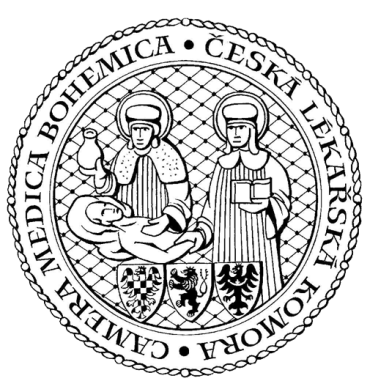 CAMERA MEDICA BOHEMICA • ČESKÁ LÉKAŘSKÁ KOMORA •